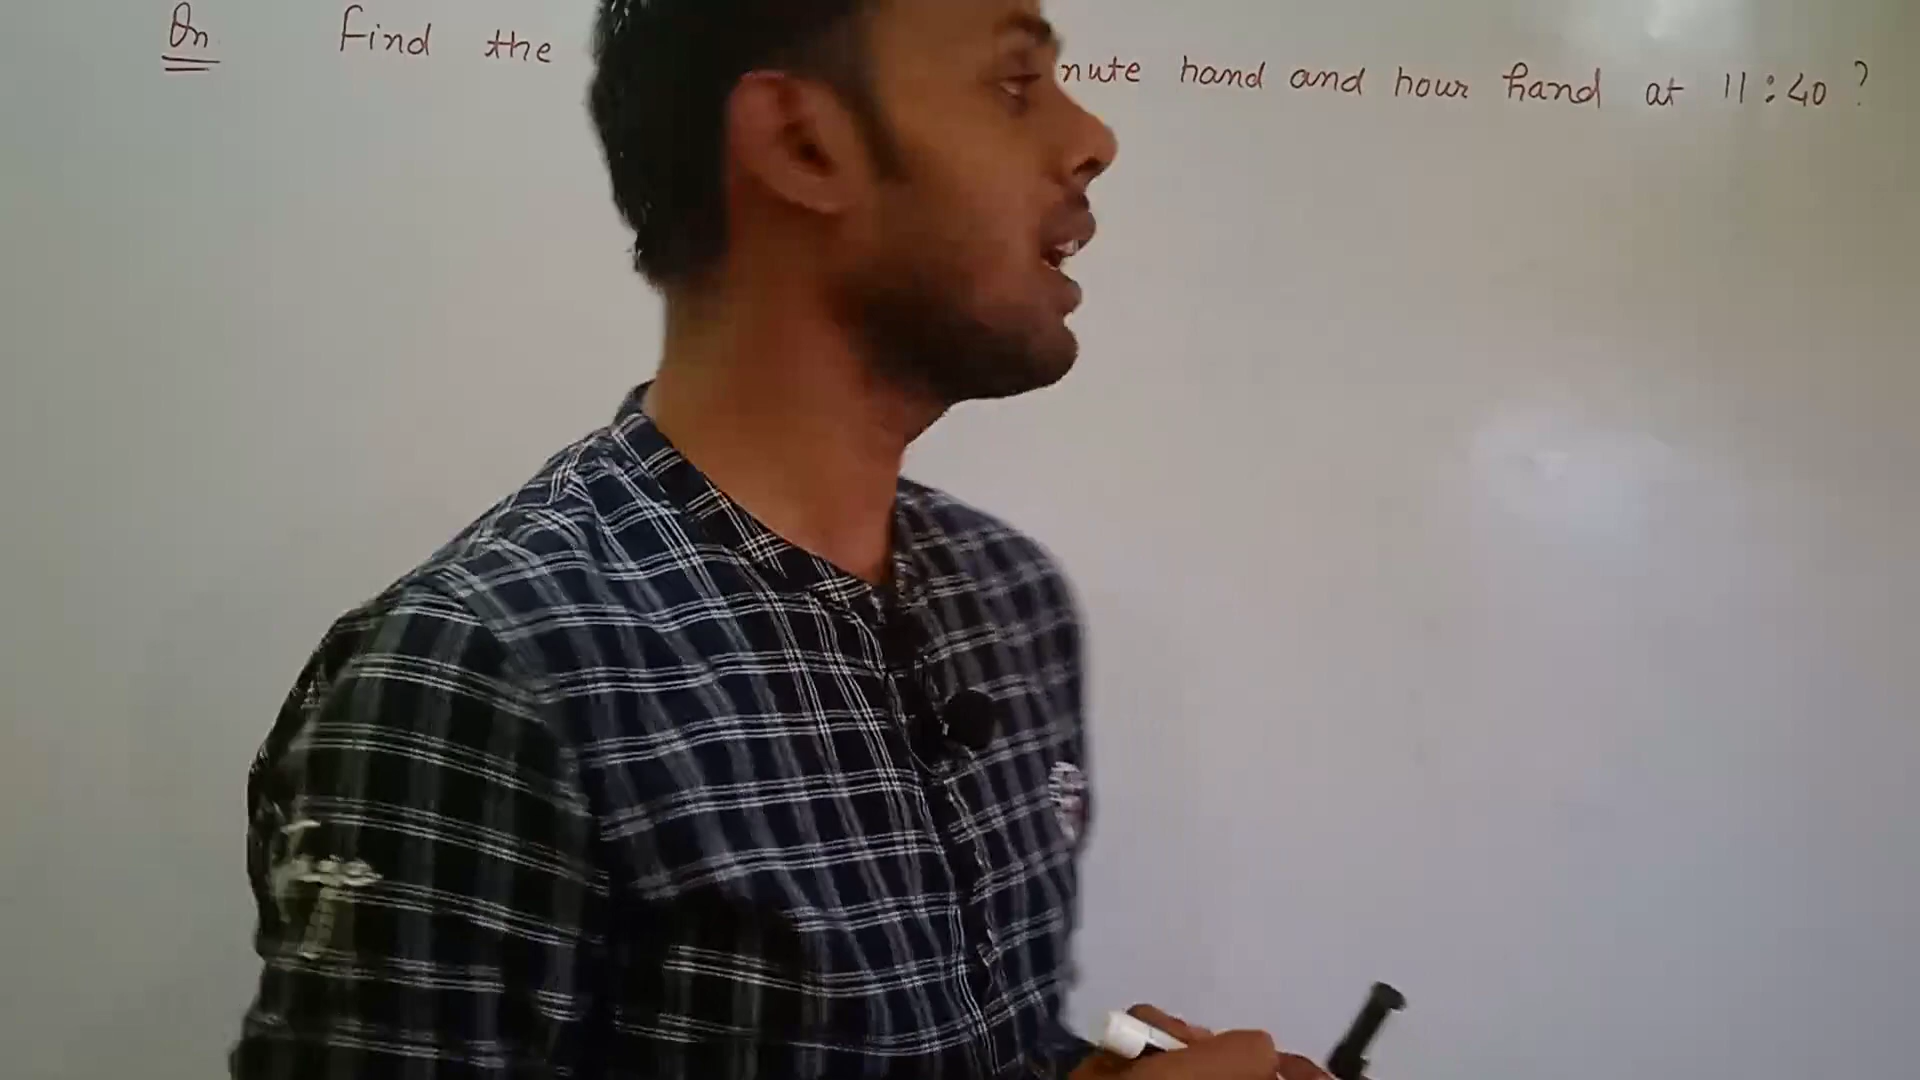 Qn Find the nute hand and hour hand at 11:40 ?